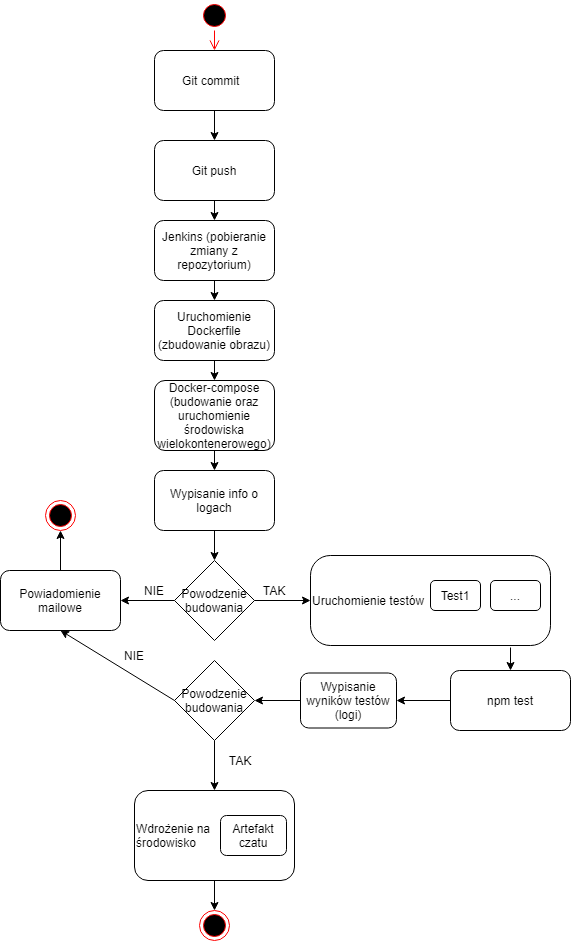 Git commit
Git push
Jenkins (pobieranie
zmiany z
repozytorium)
Uruchomienie
Dockerfile
(zbudowanie obrazu)
Docker-compose
(budowanie oraz
uruchomienie
środowiska
wielokontenerowego)
Wypisanie info o
logach
Powodzenie
budowania
NIE
TAK
Powiadomienie
mailowe
Uruchomienie testów
Test1
...
npm test
Wypisanie
wyników testów
(logi)
Powodzenie
budowania
NIE
TAK
Wdrożenie na
środowisko
Artefakt
czatu